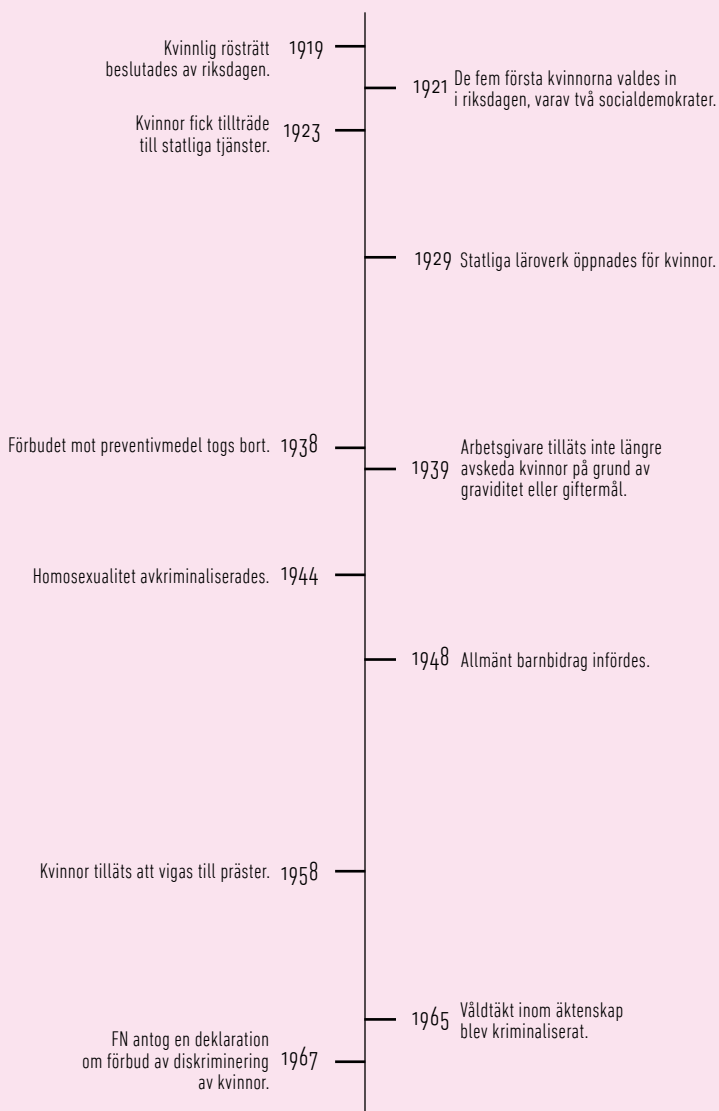 Kvinnlig rösträtt 1919
beslutades av riksdagen.
1921 De fem första kvinnorna valdes in
i riksdagen, varav två socialdemokrater.
Kvinnor fick tillträde 1923
till statliga tjänster.
1929 Statliga läroverk öppnades för kvinnor.
Förbudet mot preventivmedel togs bort. 1938
1939 Arbetsgivare tilläts inte längre
avskeda kvinnor på grund av
graviditet eller giftermål.
Homosexualitet avkriminaliserades. 1944
1948 Allmänt barnbidrag infördes.
Kvinnor tilläts att vigas till präster. 1958
1965 Våldtäkt inom äktenskap
blev kriminaliserat.
FN antog en deklaration
om förbud av diskriminering 1967
av kvinnor.